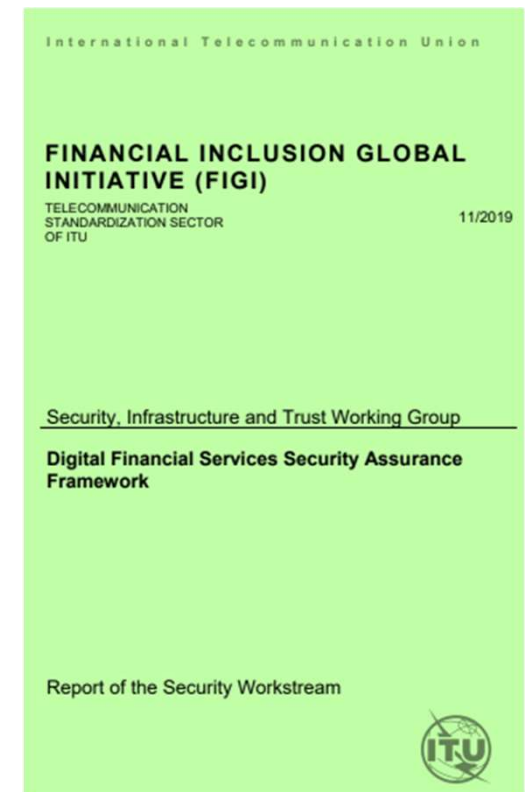 International Telecommunication Union
FINANCIAL INCLUSION GLOBAL
INITIATIVE (FIGI)
TELECOMMUNICATION
STANDARDIZATION SECTOR
OF ITU
11/2019
Security, Infrastructure and Trust Working Group
Digital Financial Services Security Assurance
Framework
Report of the Security Workstream
ITU